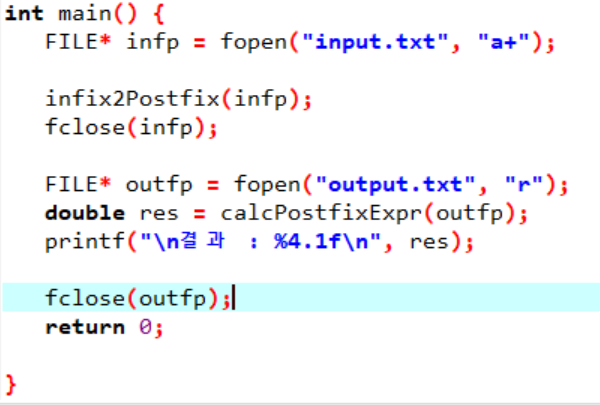 int main() {
FILE* infp = fopen("input.txt", "a+");
infix2Postfix(infp);
fclose(infp);
FILE* outfp = fopen("output.txt", "r");
double res = calcPostfixExpr(outfp);
printf("\n결과 : %4.1f\n", res);
fclose(outfp);
return 0;
}